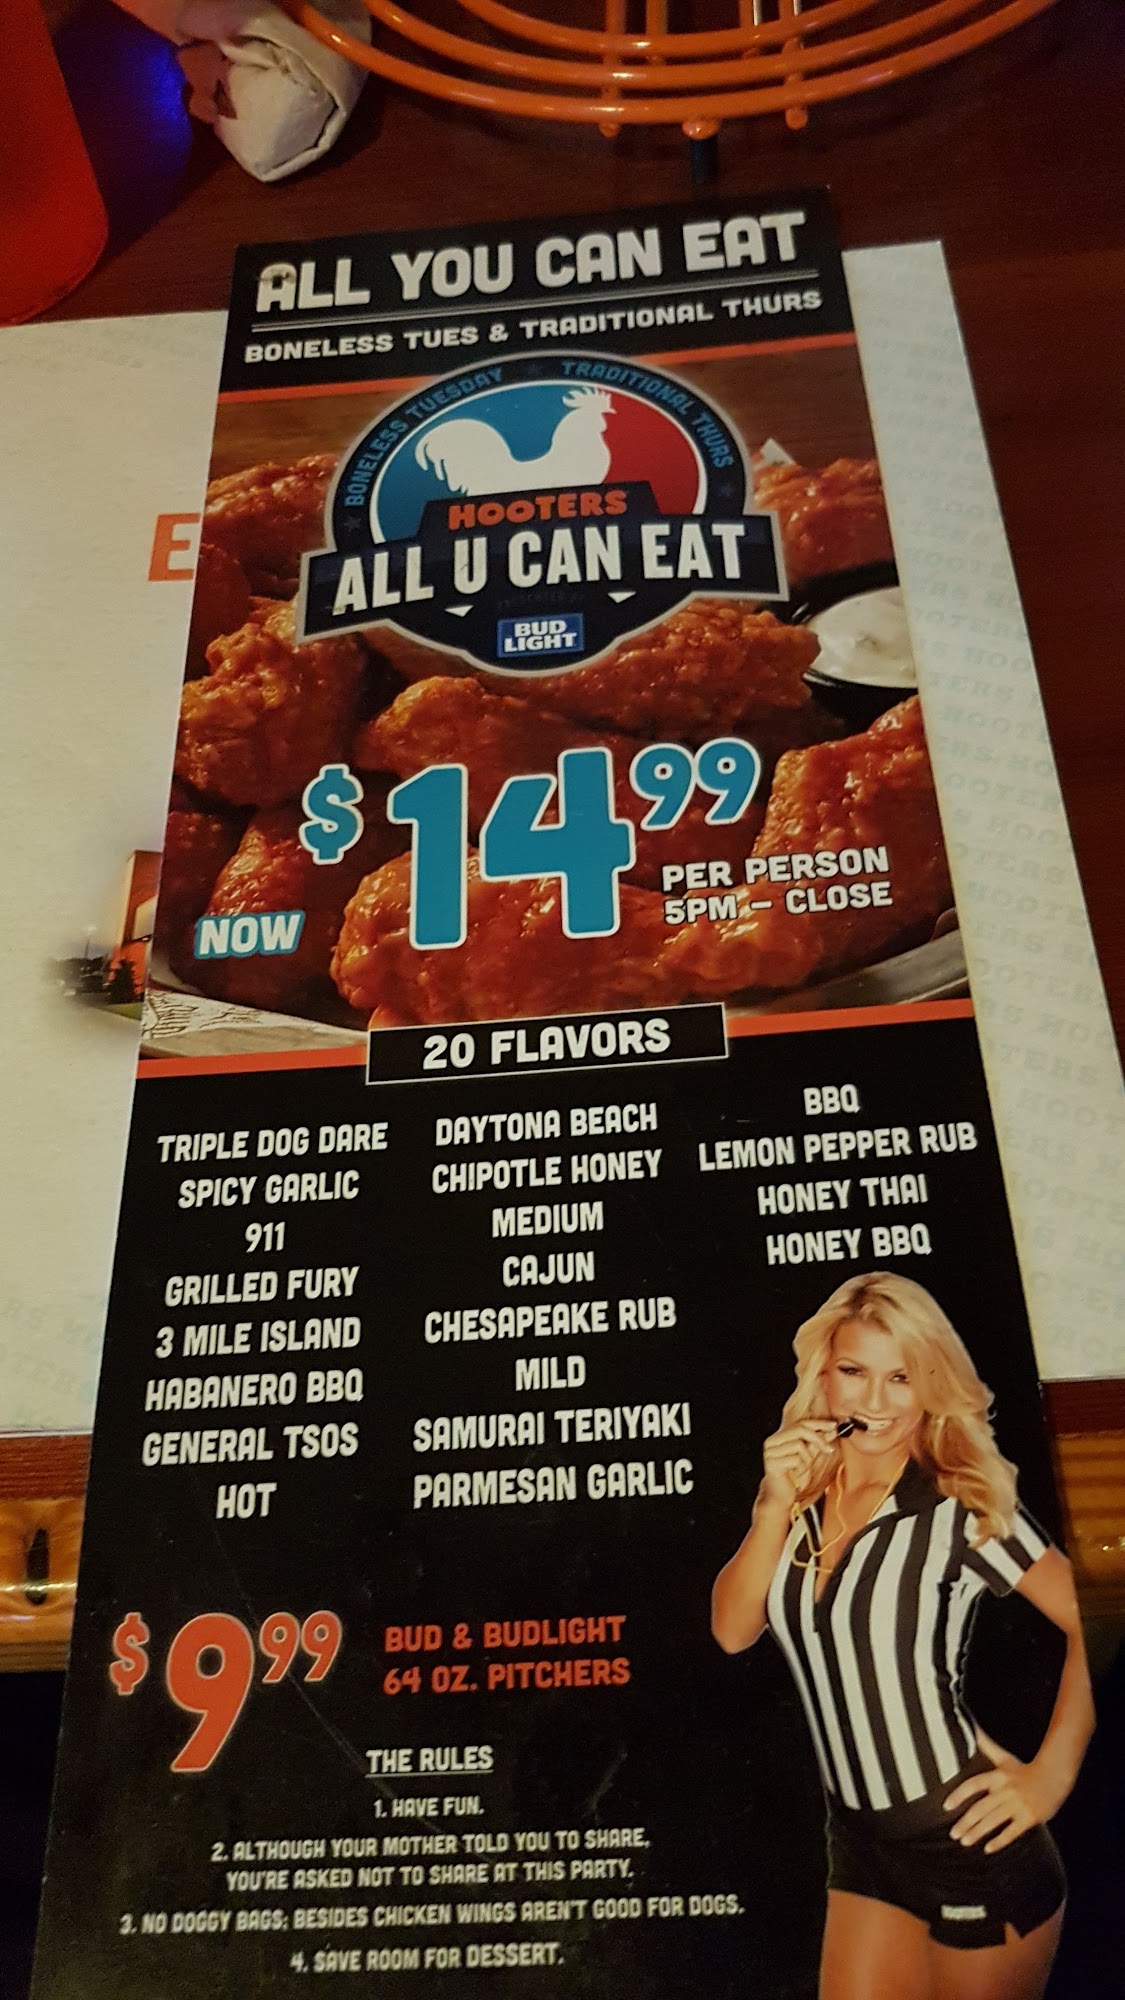 ALL YOU CAN EAT
BONELESS TUES & TRADITIONAL THURS
BONELESS TUESDAY
TRADITIONAL THURS
HOOTERS
ALL U CAN EAT
PRESENTED BY
BUD
LIGHT
E
$14.99
PER PERSON
5PM - CLOSE
NOW
20 FLAVORS
TRIPLE DOG DARE
SPICY GARLIC
911
GRILLED FURY
3 MILE ISLAND
HABANERO BBQ
GENERAL TSOS
HOT
DAYTONA BEACH
CHIPOTLE HONEY
MEDIUM
CAJUN
CHESAPEAKE RUB
MILD
SAMURAI TERIYAKI
PARMESAN GARLIC
BBQ
LEMON PEPPER RUB
HONEY THAI
HONEY BBQ
$9.99
BUD & BUDLIGHT
64 OZ. PITCHERS
THE RULES
1. HAVE FUN.
2. ALTHOUGH YOUR MOTHER TOLD YOU TO SHARE,
YOU'RE ASKED NOT TO SHARE AT THIS PARTY.
3. NO DOGGY BAGS; BESIDES CHICKEN WINGS AREN'T GOOD FOR DOGS.
4. SAVE ROOM FOR DESSERT.